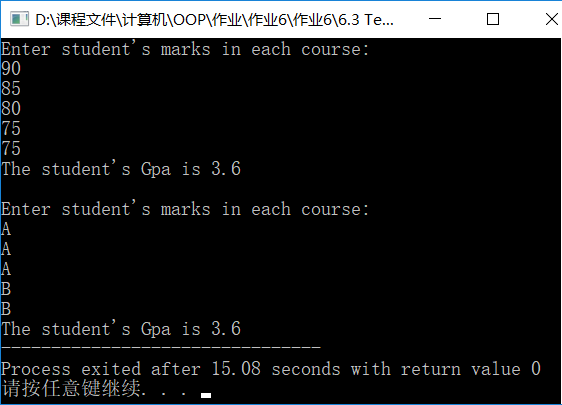 D:\课程文件\计算机\OOP\作业\作业6\作业6\6.3 Te...
Enter student's marks in each course:
90
85
80
75
75
The student's Gpa is 3.6
Enter student's marks in each course:
A
A
A
B
B
The student's Gpa is 3.6
--------------------------------
Process exited after 15.08 seconds with return value 0
请按任意键继续. . .